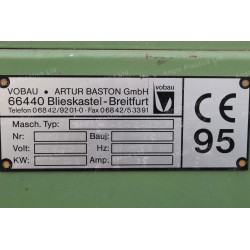 VOBAU • ARTUR BASTON GmbH
66440 Blieskastel-Breitfurt
Telefon 06842/9201-0 · Fax 06842/53391
vobau
CE
95
Masch. Typ:
Nr: Bauj:
Volt: Hz:
KW: Amp: